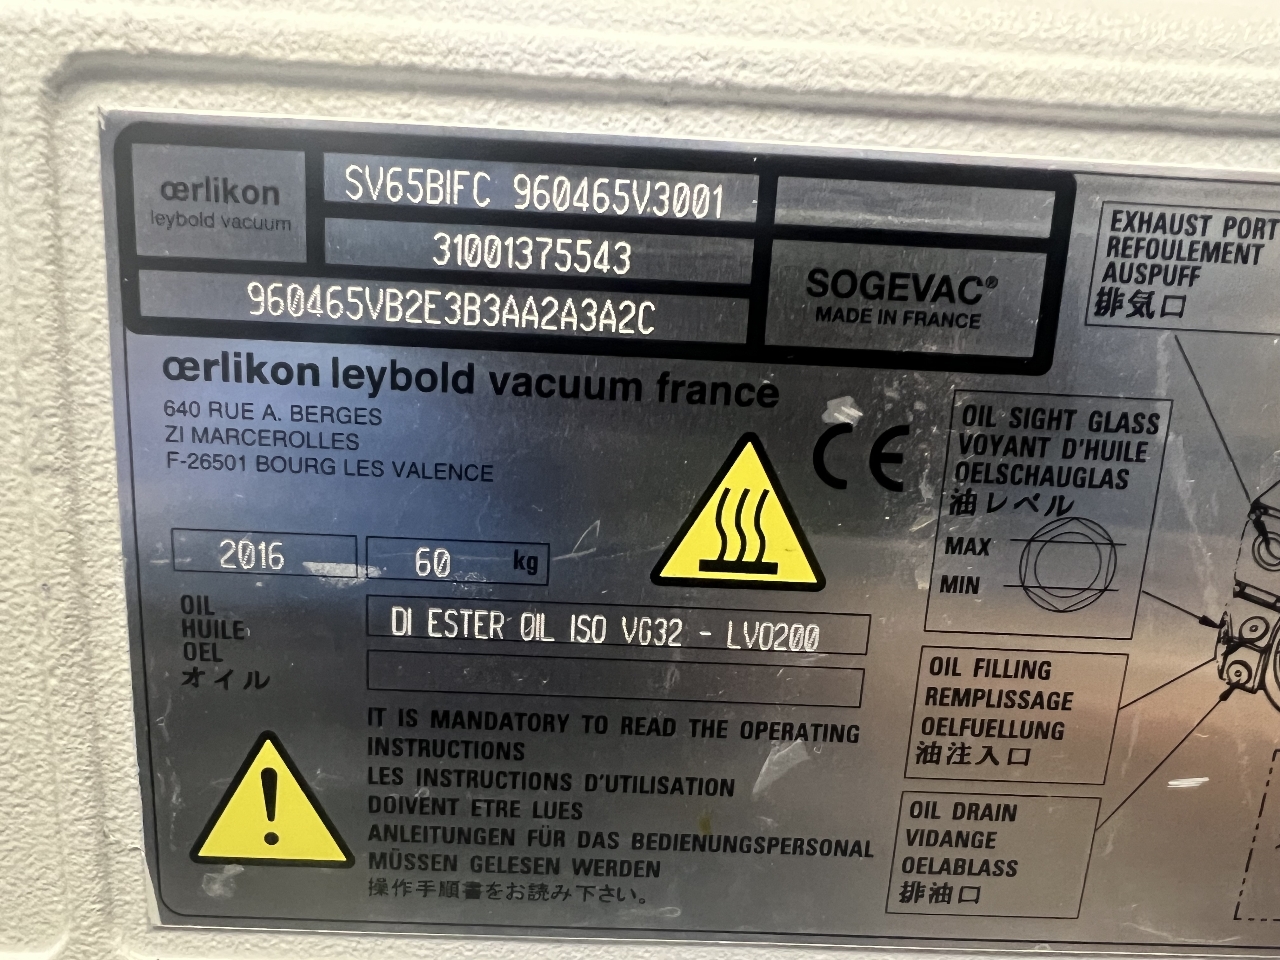 œrlikon
leybold vacuum
SV65BIFC 960465V3001
31001375543
960465VB2E3B3AA2A3A2C
SOGEVAC®
MADE IN FRANCE
œrlikon leybold vacuum france
640 RUE A. BERGES
ZI MARCEROLLES
F-26501 BOURG LES VALENCE
CE
2016
60 kg
OIL
HUILE
OEL
オイル
DI ESTER OIL ISO VG32 - LVO200
IT IS MANDATORY TO READ THE OPERATING
INSTRUCTIONS
LES INSTRUCTIONS D'UTILISATION
DOIVENT ETRE LUES
ANLEITUNGEN FÜR DAS BEDIENUNGSPERSONAL
MÜSSEN GELESEN WERDEN
操作手順書をお読み下さい。
EXHAUST PORT
REFOULEMENT
AUSPUFF
排気口
OIL SIGHT GLASS
VOYANT D'HUILE
OELSCHAUGLAS
油レベル
MAX
MIN
OIL FILLING
REMPLISSAGE
OELFUELLUNG
油注入口
OIL DRAIN
VIDANGE
OELABLASS
排油口